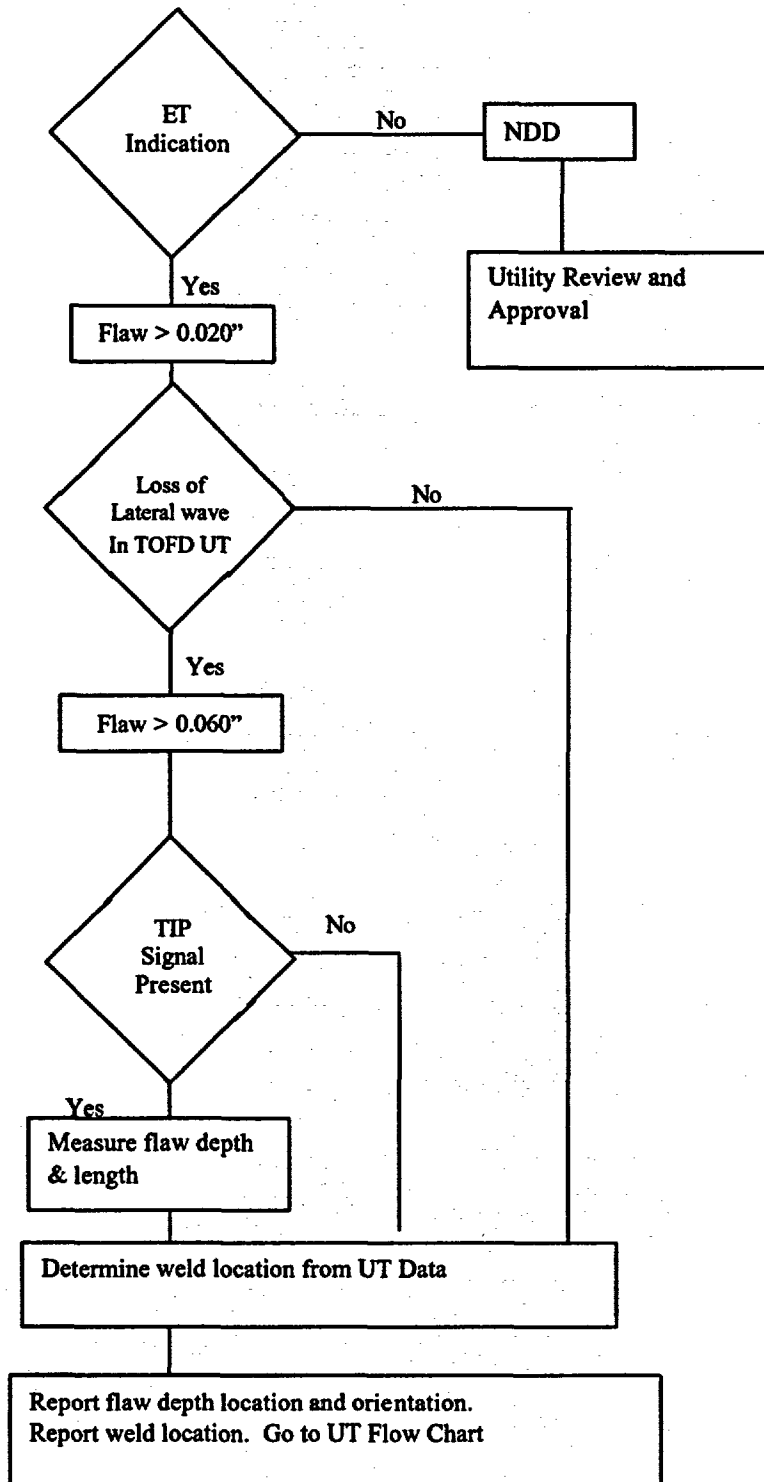 ET
Indication
No
NDD
Utility Review and
Approval
Yes
Flaw > 0.020”
Loss of
Lateral wave
In TOFD UT
No
Yes
Flaw > 0.060”
TIP
Signal
Present
No
Yes
Measure flaw depth
& length
Determine weld location from UT Data
Report flaw depth location and orientation.
Report weld location.  Go to UT Flow Chart